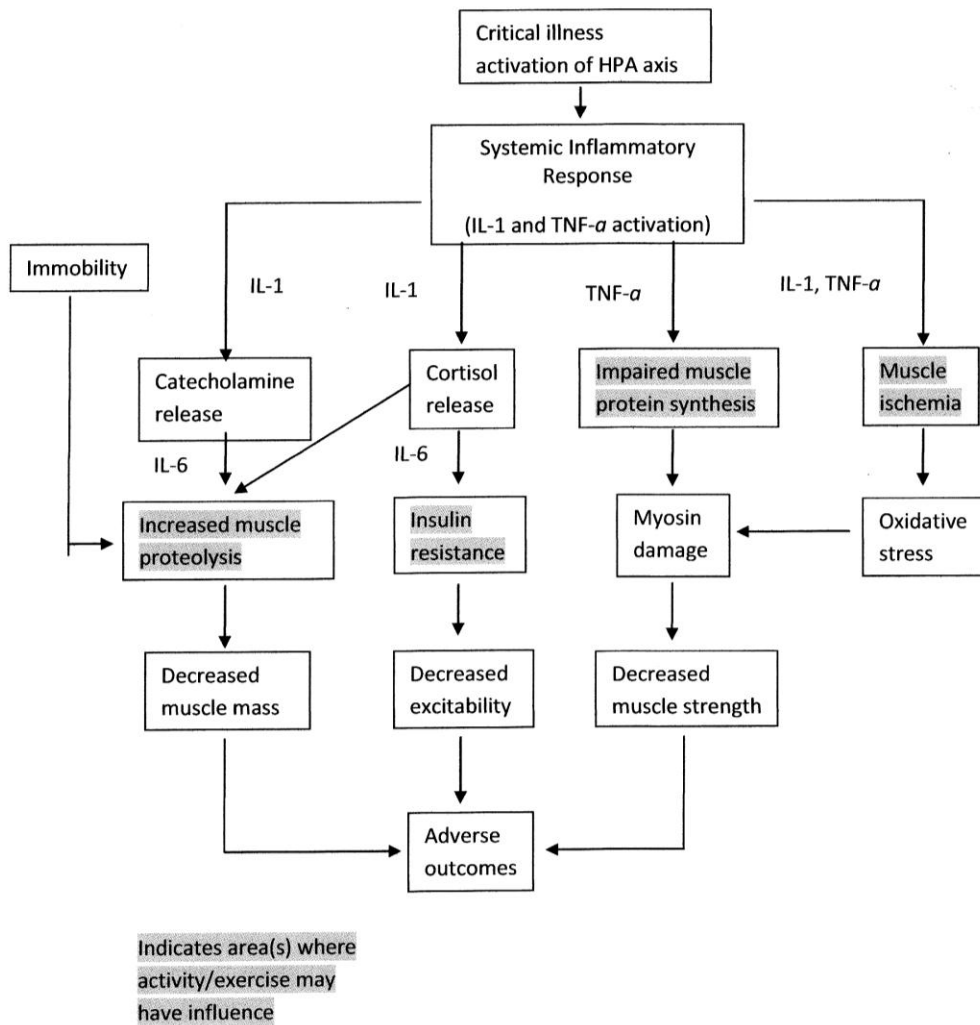 Critical illness
activation of HPA axis
Systemic Inflammatory
Response
(IL-1 and TNF-a activation)
Immobility
IL-1
IL-1
TNF-a
IL-1, TNF-a
Catecholamine
release
Cortisol
release
Impaired muscle
protein synthesis
Muscle
ischemia
IL-6
IL-6
Increased muscle
proteolysis
Insulin
resistance
Myosin
damage
Oxidative
stress
Decreased
muscle mass
Decreased
excitability
Decreased
muscle strength
Adverse
outcomes
Indicates area(s) where
activity/exercise may
have influence